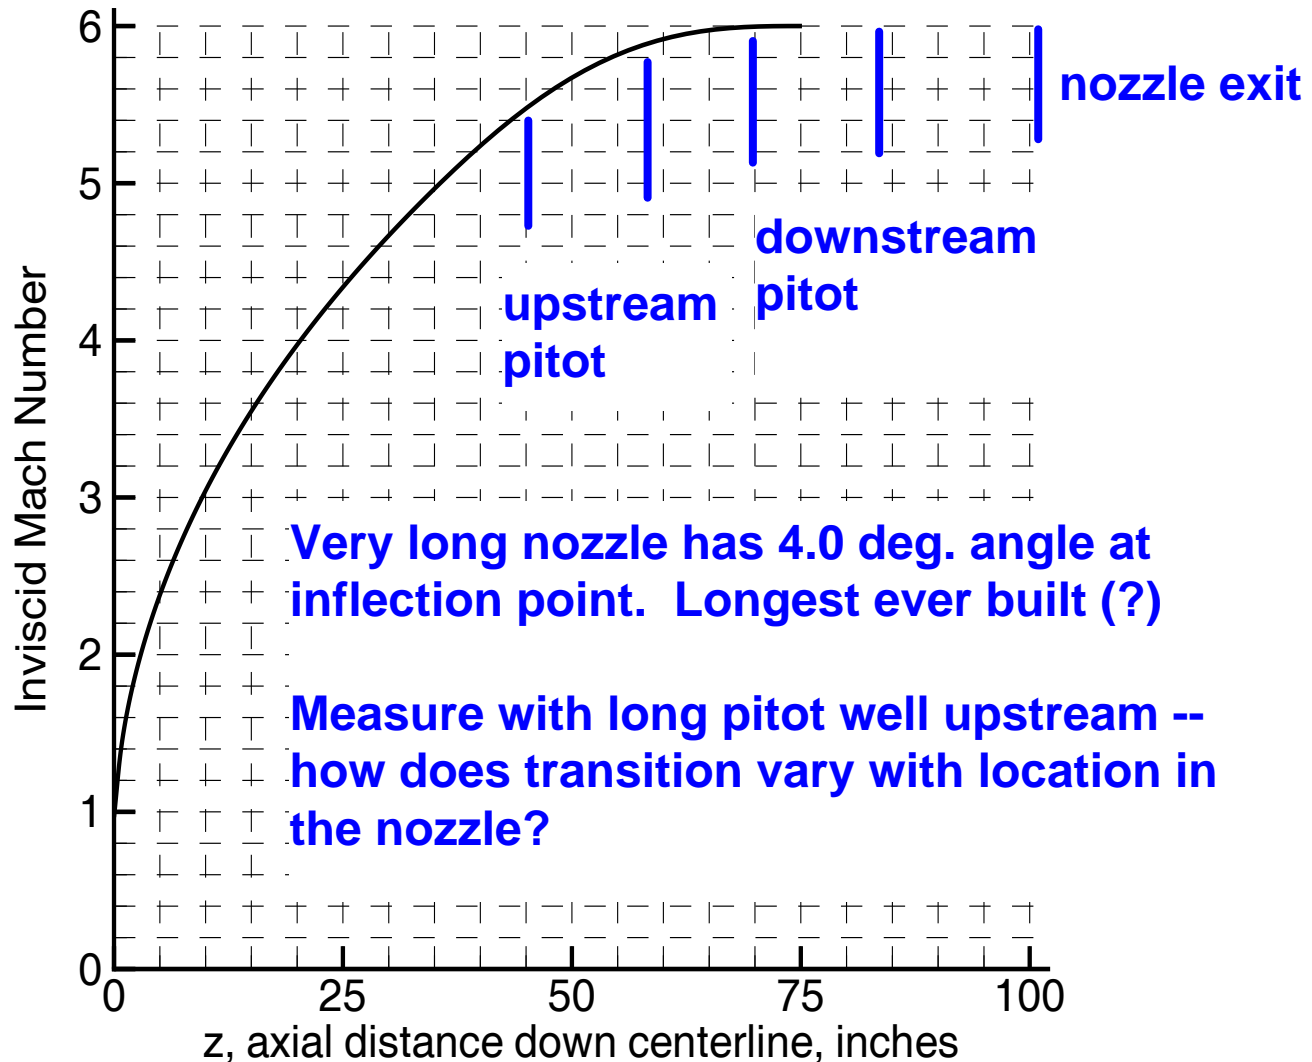 6
5
4
3
2
1
0
Inviscid Mach Number
nozzle exit
downstream
pitot
upstream
pitot
Very long nozzle has 4.0 deg. angle at
inflection point.  Longest ever built (?)
Measure with long pitot well upstream --
how does transition vary with location in
the nozzle?
0 25 50 75 100
z, axial distance down centerline, inches